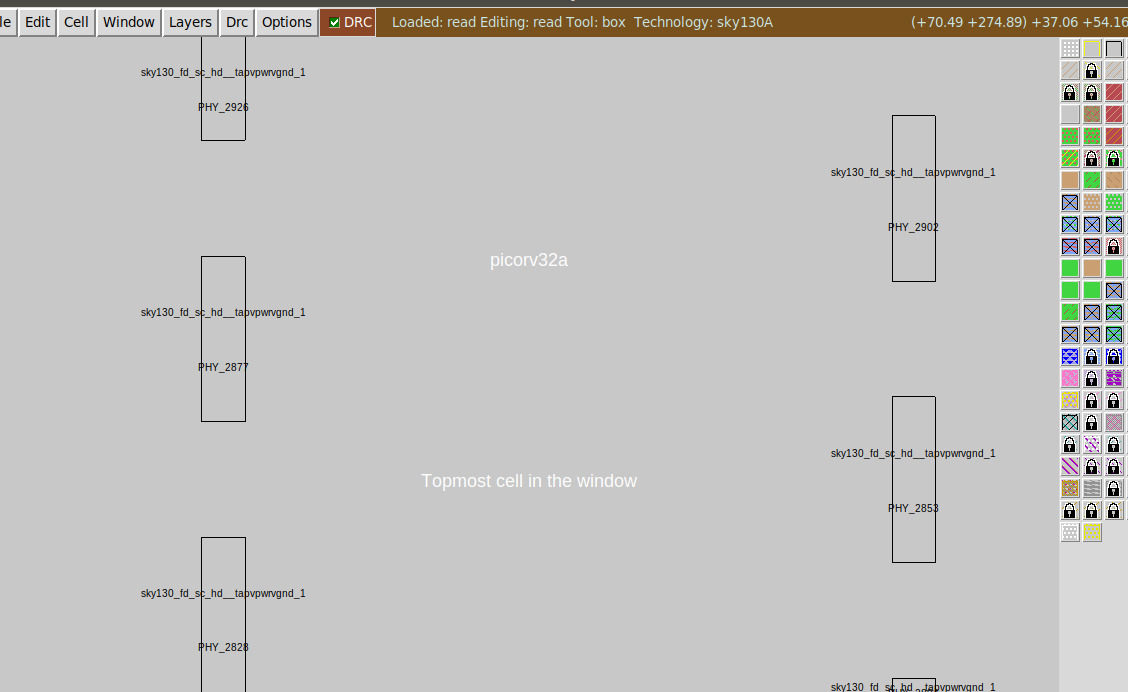 le Edit Cell Window Layers Drc Options DRC Loaded: read Editing: read Tool: box Technology: sky130A (+70.49 +274.89) +37.06 +54.16
sky130_fd_sc_hd__tapvpwrvgnd_1
PHY_2926
sky130_fd_sc_hd__tapvpwrvgnd_1
PHY_2902
picorv32a
sky130_fd_sc_hd__tapvpwrvgnd_1
PHY_2877
sky130_fd_sc_hd__tapvpwrvgnd_1
Topmost cell in the window
PHY_2853
sky130_fd_sc_hd__tapvpwrvgnd_1
PHY_2828
sky130_fd_sc_hd__tapvpwrvgnd_1